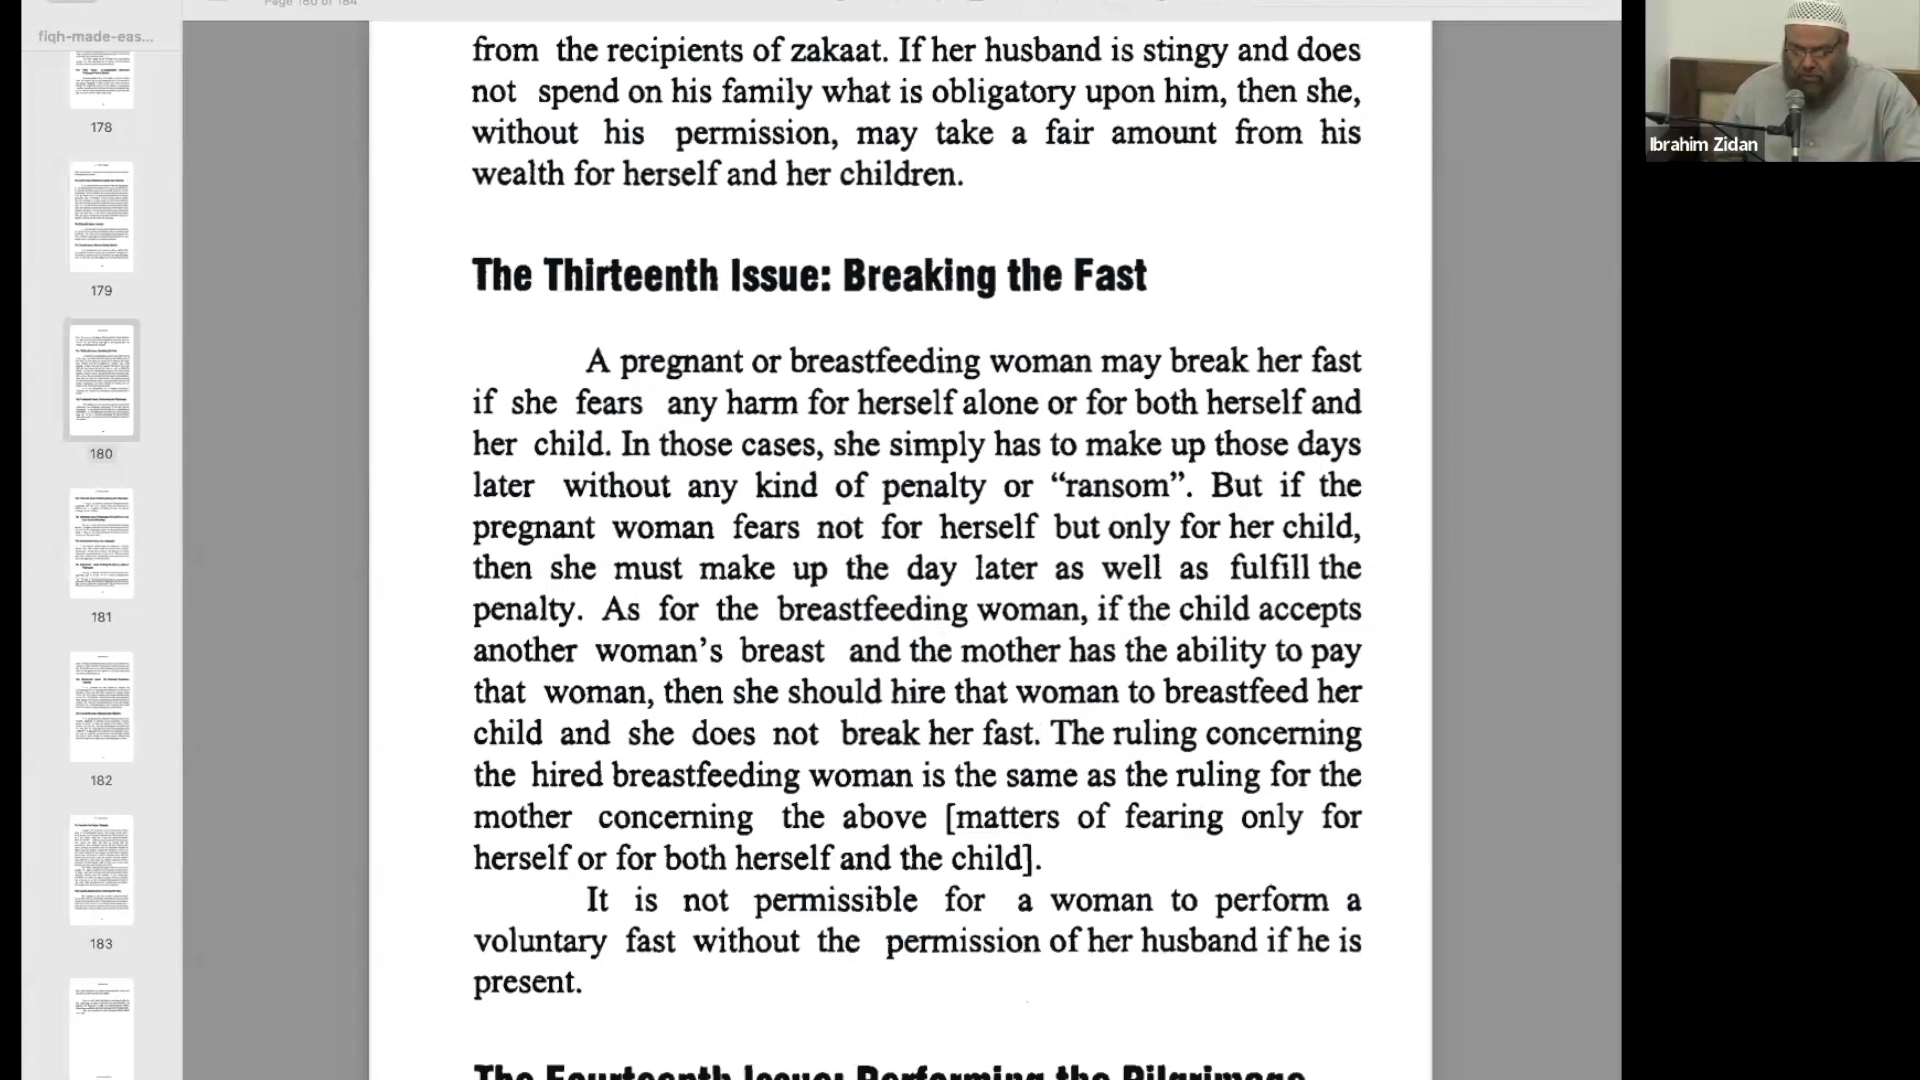 Page 180 of 184
fiqh-made-eas...
178
179
180
181
182
183
from the recipients of zakaat. If her husband is stingy and does
not spend on his family what is obligatory upon him, then she,
without his permission, may take a fair amount from his
wealth for herself and her children.
The Thirteenth Issue: Breaking the Fast
A pregnant or breastfeeding woman may break her fast
if she fears any harm for herself alone or for both herself and
her child. In those cases, she simply has to make up those days
later without any kind of penalty or “ransom”. But if the
pregnant woman fears not for herself but only for her child,
then she must make up the day later as well as fulfill the
penalty. As for the breastfeeding woman, if the child accepts
another woman’s breast and the mother has the ability to pay
that woman, then she should hire that woman to breastfeed her
child and she does not break her fast. The ruling concerning
the hired breastfeeding woman is the same as the ruling for the
mother concerning the above [matters of fearing only for
herself or for both herself and the child].
It is not permissible for a woman to perform a
voluntary fast without the permission of her husband if he is
present.
The Fourteenth Issue: Performing the Pilgrimage
Ibrahim Zidan